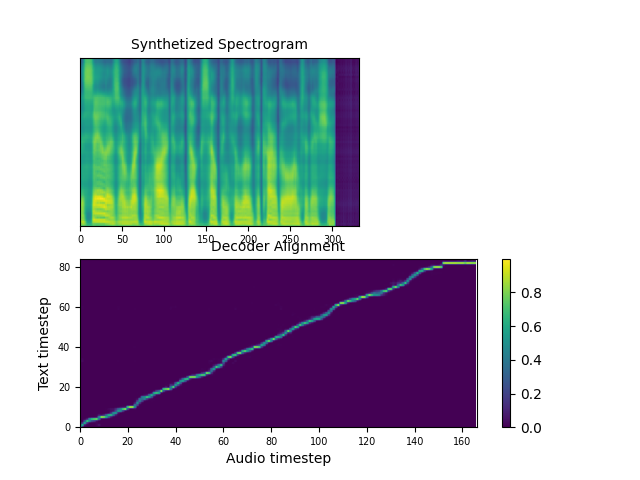 Synthetized Spectrogram
0 50 100 150 200 250 300
Decoder Alignment
80
60
40
20
0
Text timestep
0 20 40 60 80 100 120 140 160
Audio timestep
0.8
0.6
0.4
0.2
0.0